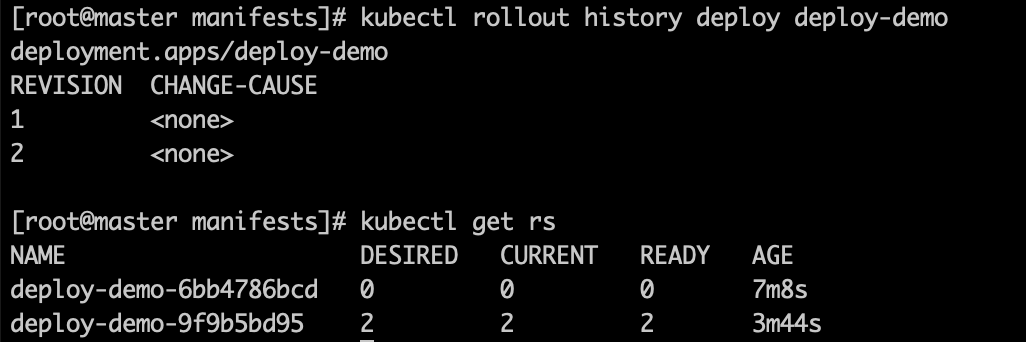 [root@master manifests]# kubectl rollout history deploy deploy-demo
deployment.apps/deploy-demo
REVISION  CHANGE-CAUSE
1         <none>
2         <none>

[root@master manifests]# kubectl get rs
NAME                     DESIRED   CURRENT   READY   AGE
deploy-demo-6bb4786bcd   0         0         0       7m8s
deploy-demo-9f9b5bd95    2         2         2       3m44s